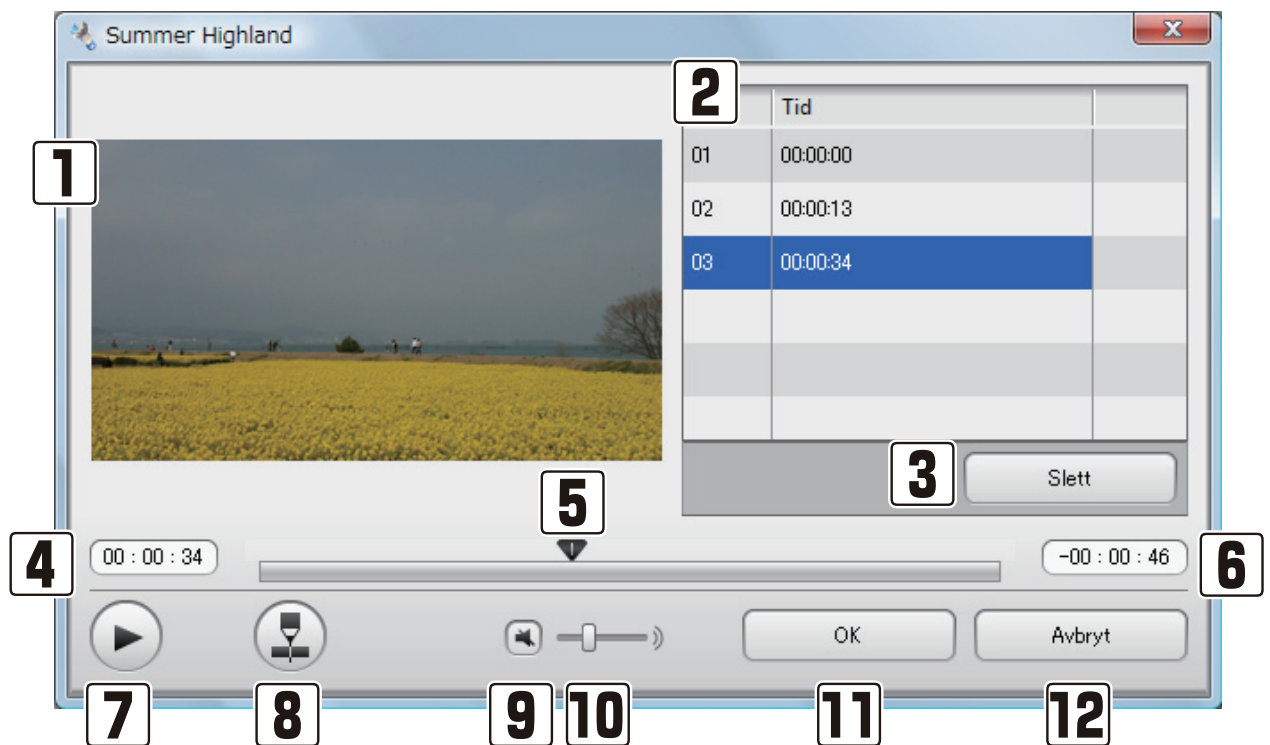 Summer Highland
2
Tid
1
01 00:00:00
02 00:00:13
03 00:00:34
3 Slett
5
4 00 : 00 : 34
-00 : 00 : 46 6
OK
Avbryt
7 8 9 10 11 12